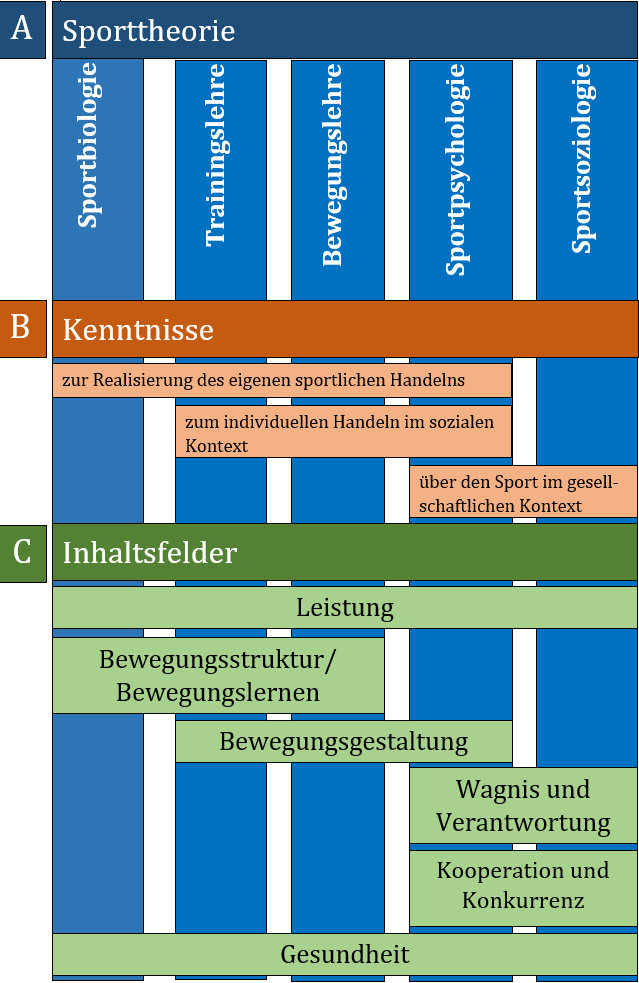 A
Sporttheorie
Sportbiologie
Trainingslehre
Bewegungslehre
Sportpsychologie
Sportsoziologie
B
Kenntnisse
zur Realisierung des eigenen sportlichen Handelns
zum individuellen Handeln im sozialen
Kontext
über den Sport im gesell-
schaftlichen Kontext
C
Inhaltsfelder
Leistung
Bewegungsstruktur/
Bewegungslernen
Bewegungsgestaltung
Wagnis und
Verantwortung
Kooperation und
Konkurrenz
Gesundheit